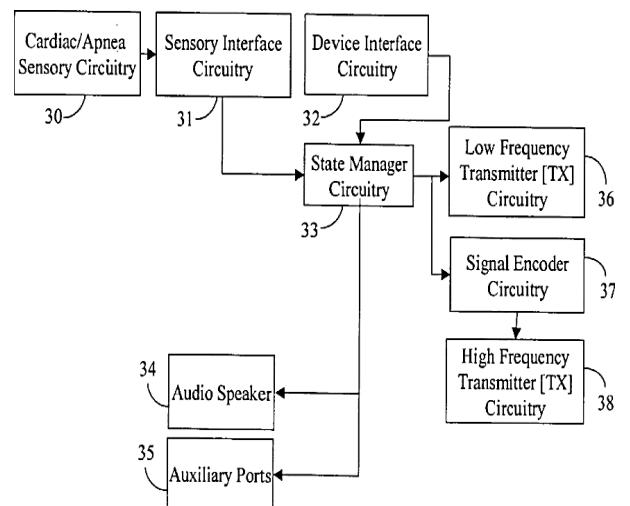 Cardiac/Apnea
Sensory Circuitry
30
Sensory Interface
Circuitry
31
Device Interface
Circuitry
32
State Manager
Circuitry
33
Low Frequency
Transmitter [TX]
Circuitry
36
Signal Encoder
Circuitry
37
High Frequency
Transmitter [TX]
Circuitry
38
34
Audio Speaker
35
Auxiliary Ports